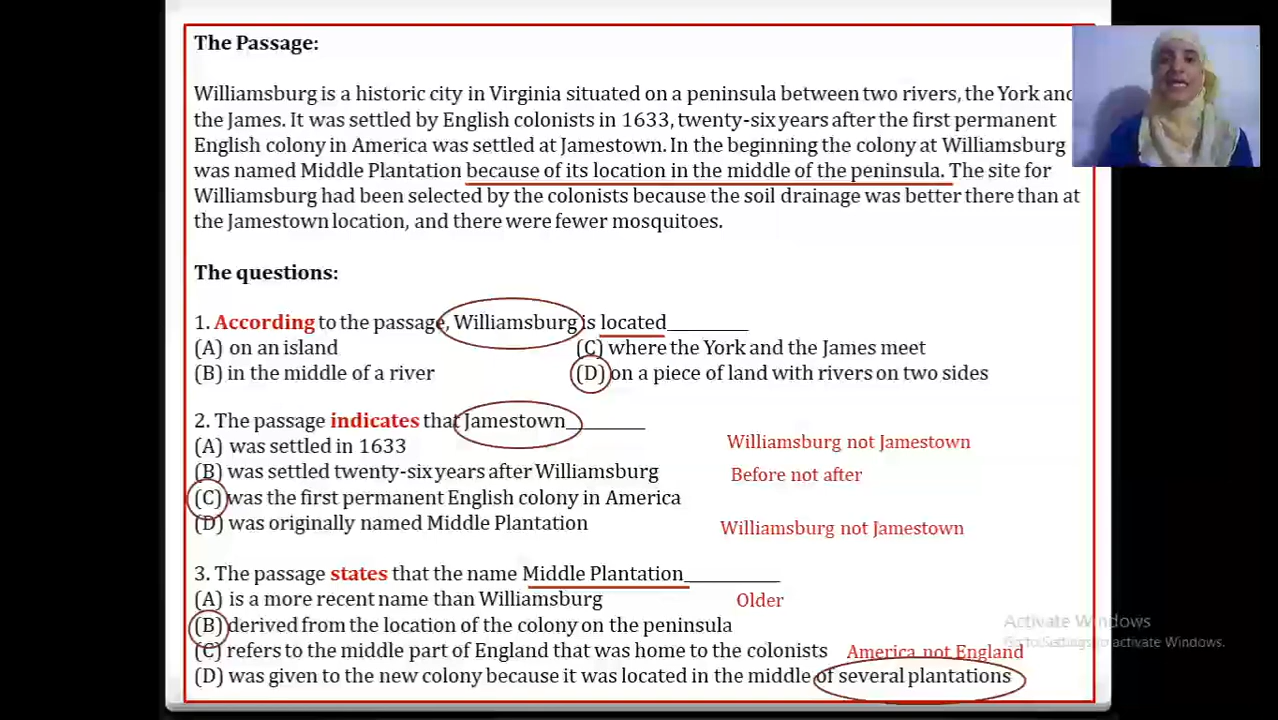 The Passage:
Williamsburg is a historic city in Virginia situated on a peninsula between two rivers, the York and
the James. It was settled by English colonists in 1633, twenty-six years after the first permanent
English colony in America was settled at Jamestown. In the beginning the colony at Williamsburg
was named Middle Plantation because of its location in the middle of the peninsula. The site for
Williamsburg had been selected by the colonists because the soil drainage was better there than at
the Jamestown location, and there were fewer mosquitoes.
The questions:
1. According to the passage, Williamsburg is located________
(A) on an island (C) where the York and the James meet
(B) in the middle of a river (D) on a piece of land with rivers on two sides
2. The passage indicates that Jamestown________
(A) was settled in 1633 Williamsburg not Jamestown
(B) was settled twenty-six years after Williamsburg Before not after
(C) was the first permanent English colony in America
(D) was originally named Middle Plantation Williamsburg not Jamestown
3. The passage states that the name Middle Plantation_________
(A) is a more recent name than Williamsburg Older
(B) derived from the location of the colony on the peninsula
(C) refers to the middle part of England that was home to the colonists America not England
(D) was given to the new colony because it was located in the middle of several plantations
Activate Windows
Go to Settings to activate Windows.